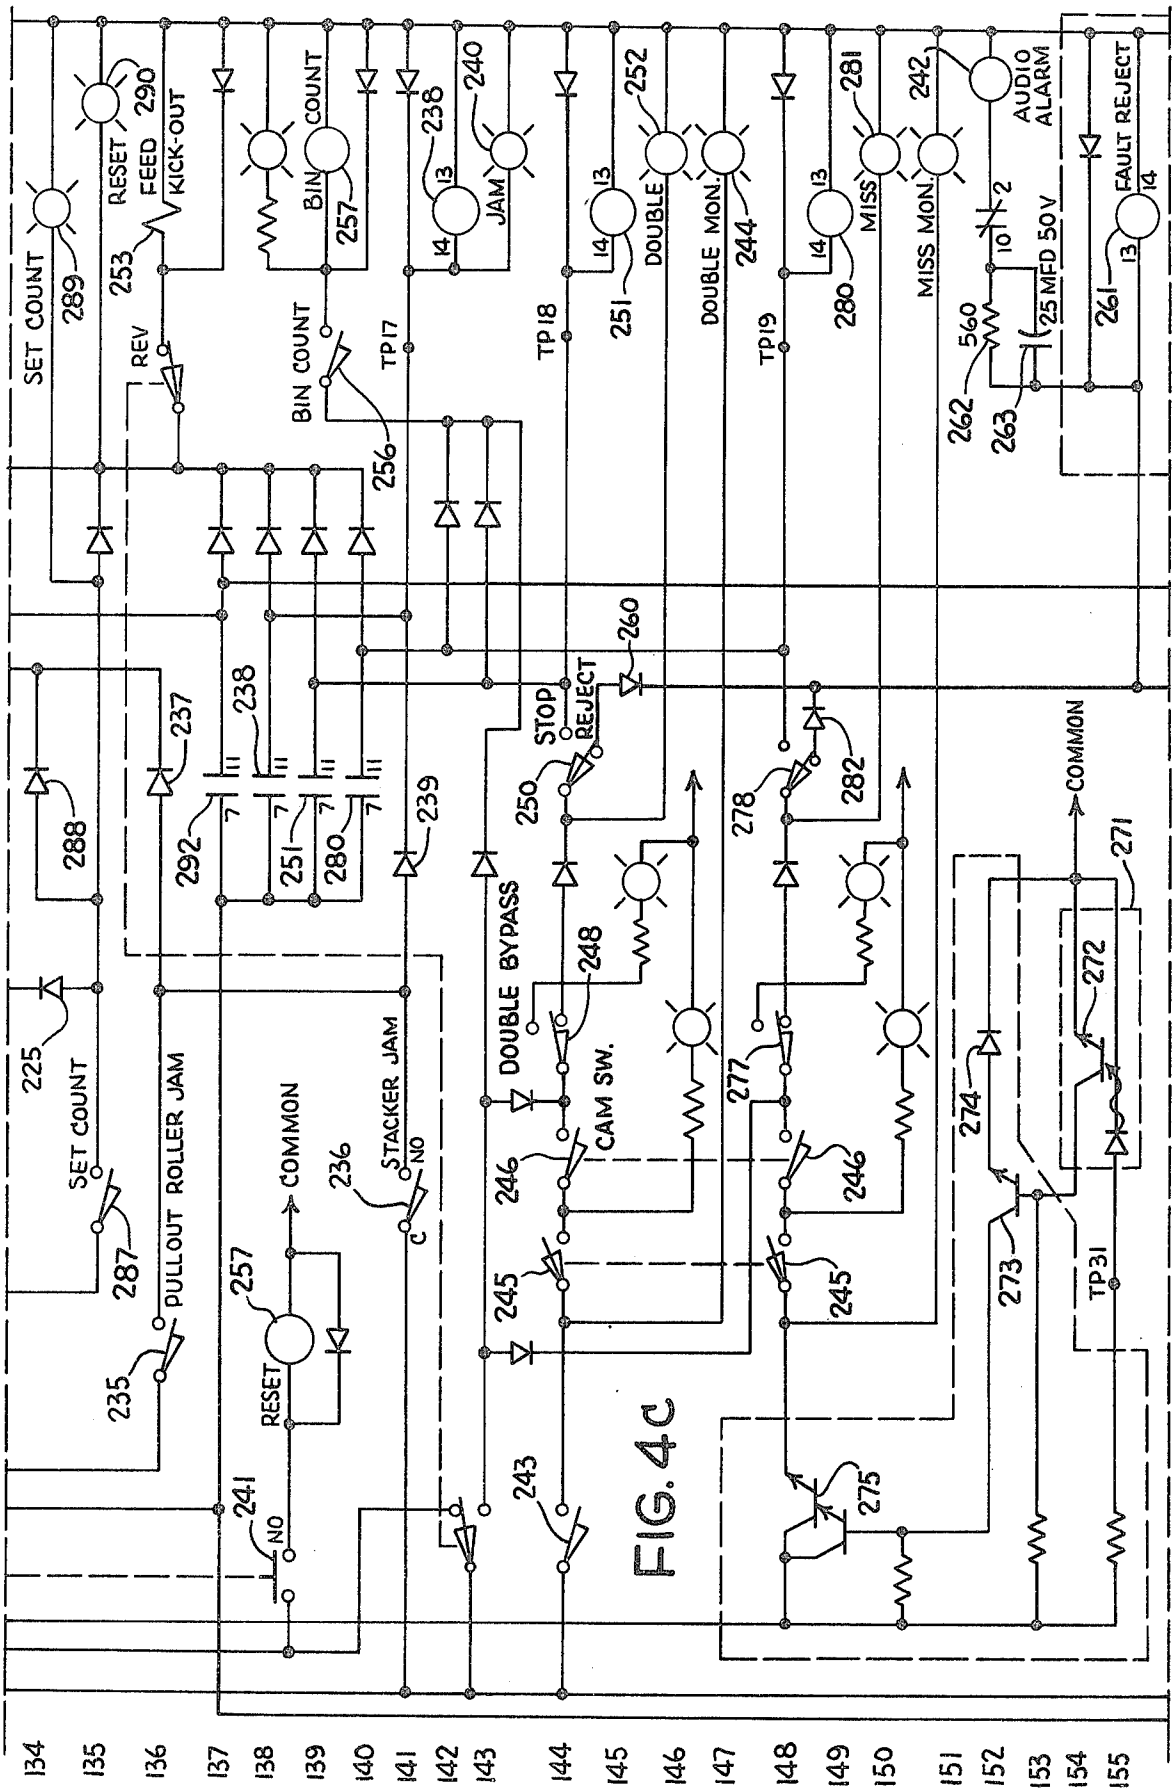 134
135
136
137
138
139
140
141
142
143
144
145
146
147
148
149
150
151
152
153
154
155
SET COUNT
289
RESET
290
253
FEED
KICK-OUT
REV
BIN COUNT
257
BIN COUNT
256
TP17
14
13
238
JAM
240
TP18
14
13
251
DOUBLE
252
DOUBLE MON.
244
TP19
14
13
280
MISS
281
MISS MON.
242
AUDIO
ALARM
560
10
2
262
263
25 MFD 50V
261
13
14
FAULT REJECT
288
237
225
SET COUNT
287
PULLOUT ROLLER JAM
235
292
7
11
238
7
11
251
7
11
280
7
11
239
COMMON
257
RESET
241
NO
236
STACKER JAM
NO
C
DOUBLE BYPASS
STOP
REJECT
250
260
248
CAM SW.
246
245
243
278
282
277
246
245
275
274
273
272
271
COMMON
TP31
FIG. 4c